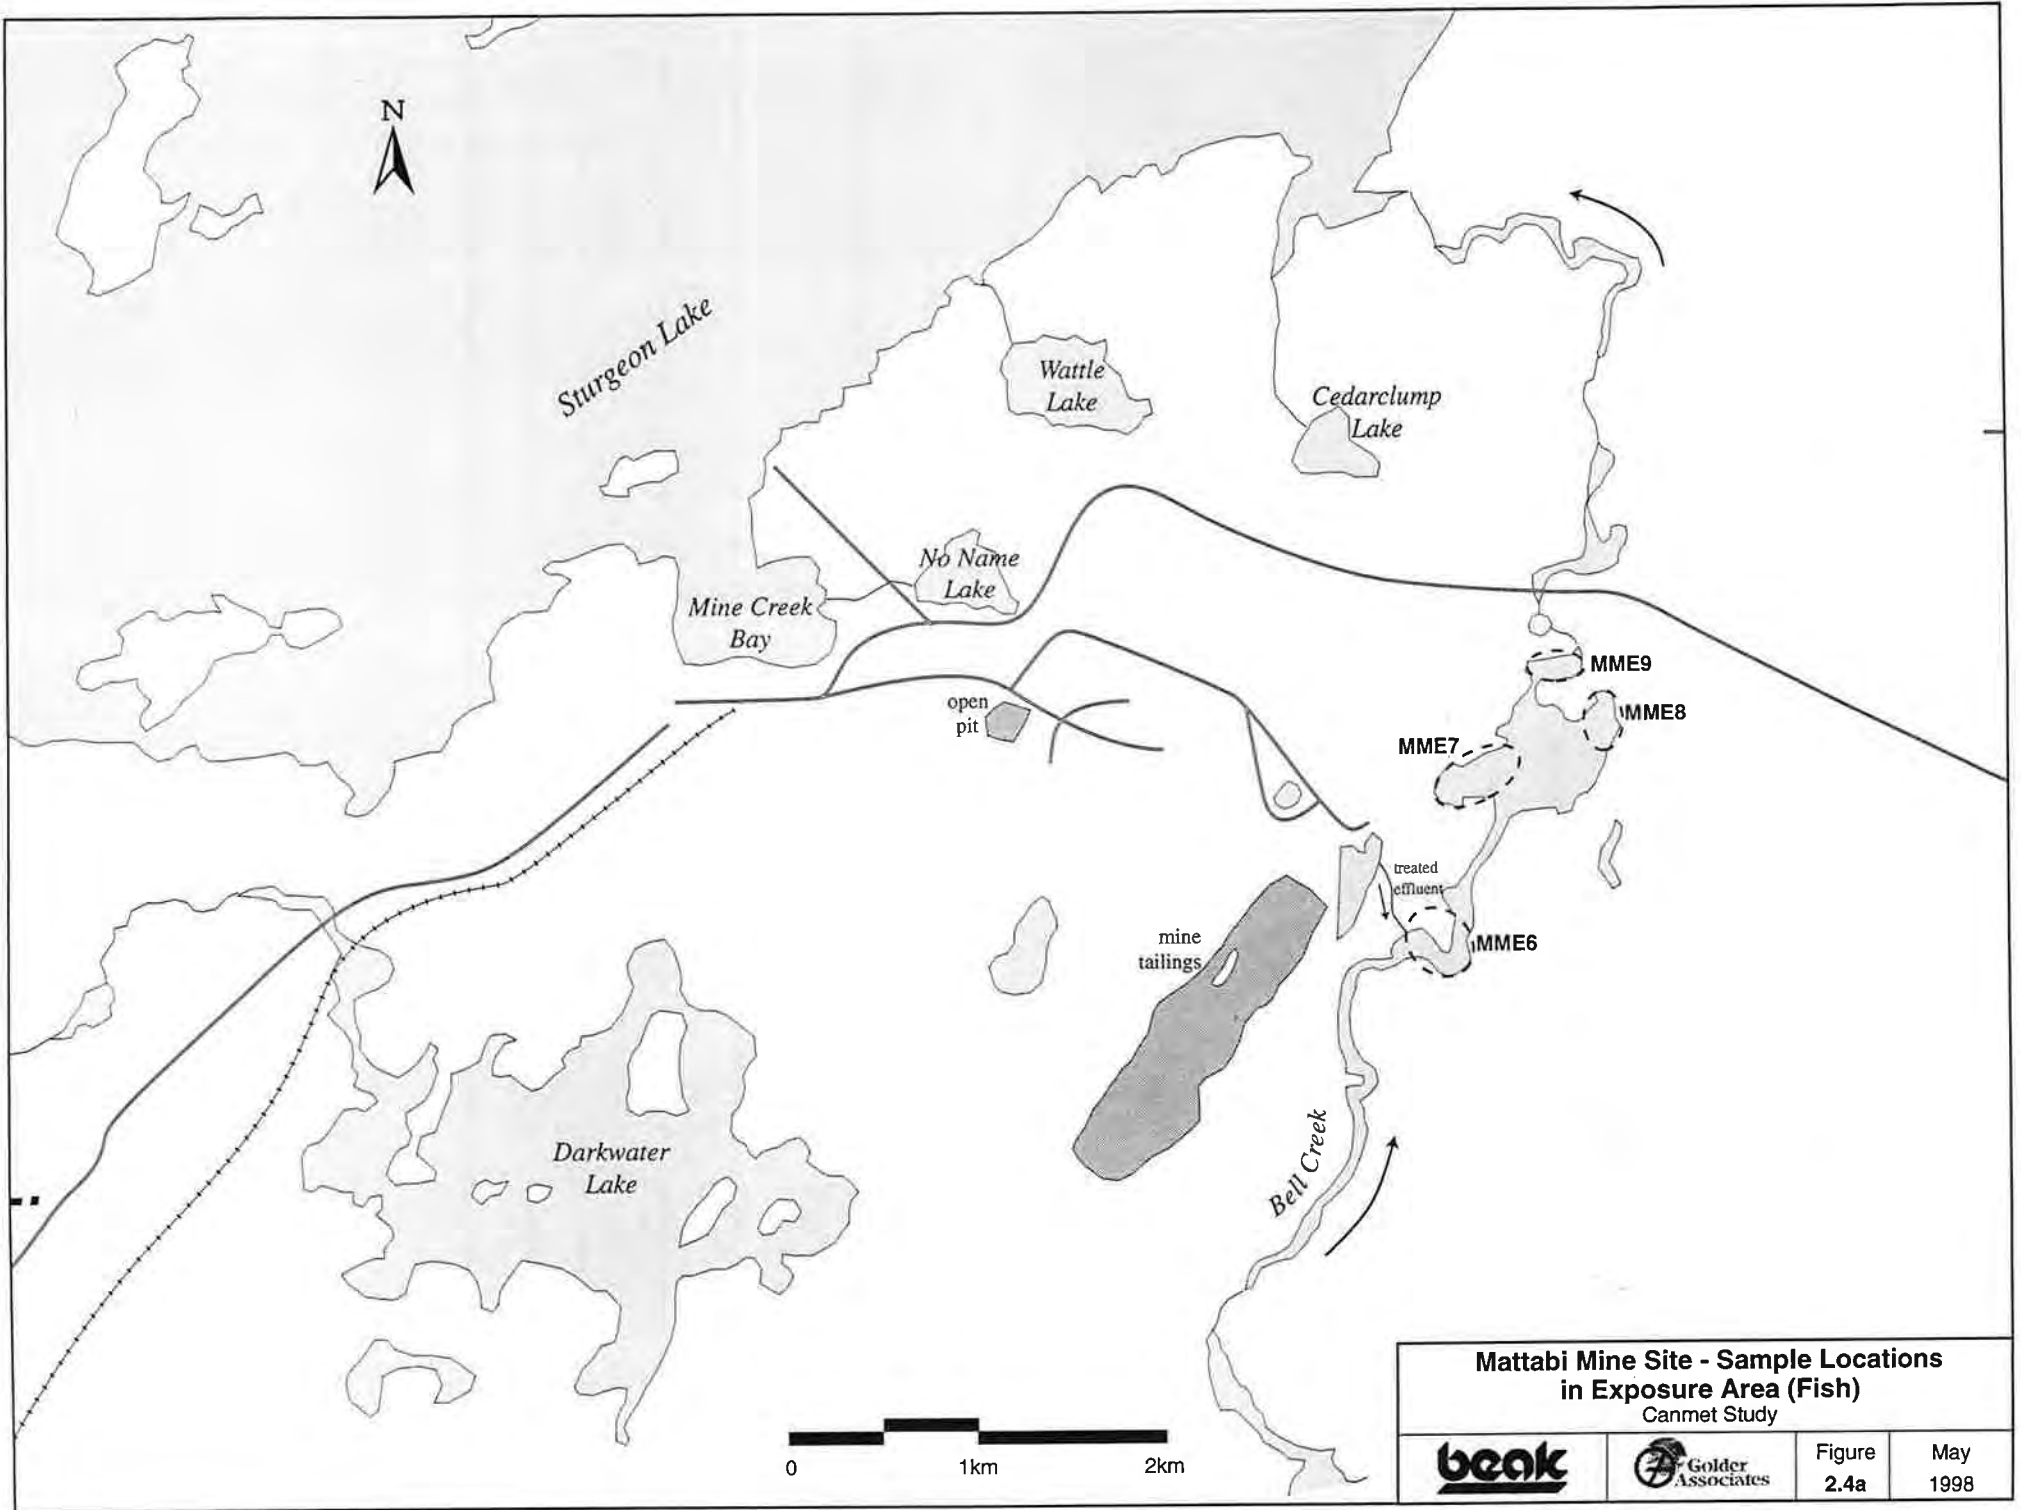 N
Sturgeon Lake
Wattle
Lake
Cedarclump
Lake
No Name
Lake
Mine Creek
Bay
MME9
MME8
open
pit
MME7
treated
effluent
mine
tailings
MME6
Darkwater
Lake
Bell Creek
0
1km
2km
Mattabi Mine Site - Sample Locations
in Exposure Area (Fish)
Canmet Study
beak
Golder
Associates
Figure
2.4a
May
1998